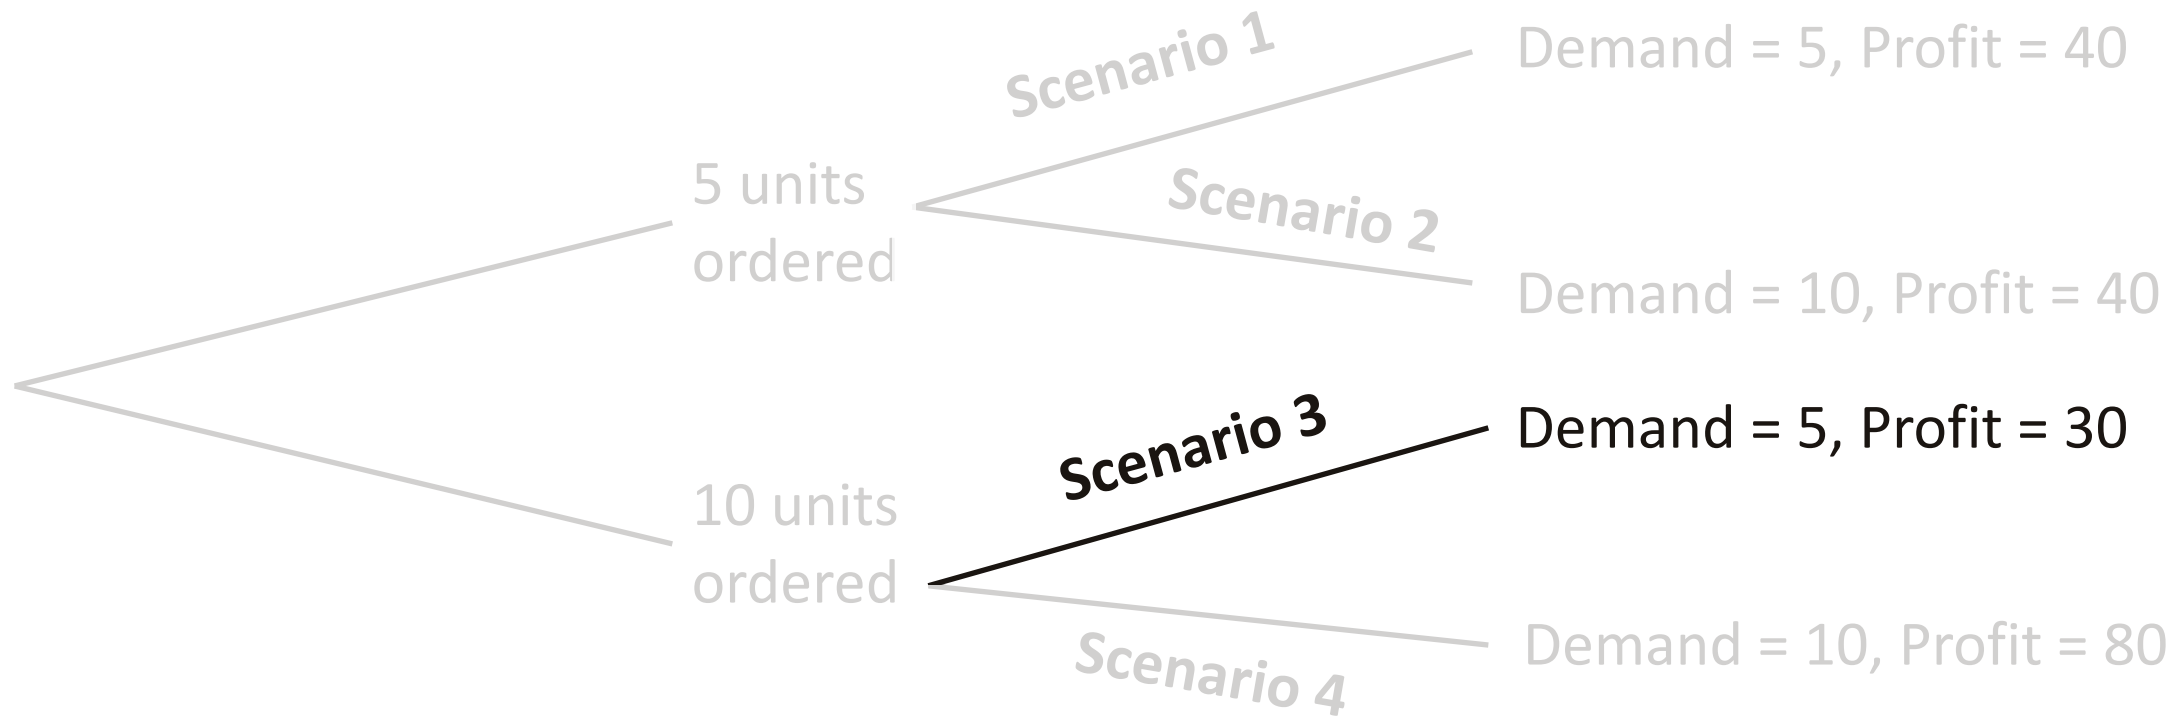 Scenario 1
Demand = 5, Profit = 40
5 units
ordered
Scenario 2
Demand = 10, Profit = 40
Scenario 3
Demand = 5, Profit = 30
10 units
ordered
Scenario 4
Demand = 10, Profit = 80